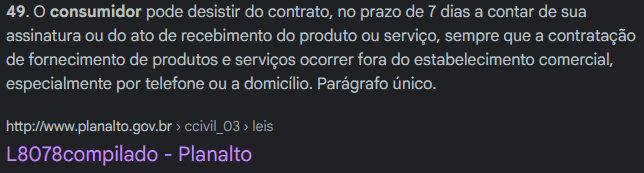 49. O consumidor pode desistir do contrato, no prazo de 7 dias a contar de sua
assinatura ou do ato de recebimento do produto ou serviço, sempre que a contratação
de fornecimento de produtos e serviços ocorrer fora do estabelecimento comercial,
especialmente por telefone ou a domicílio. Parágrafo único.
http://www.planalto.gov.br › ccivil_03 › leis
L8078compilado - Planalto